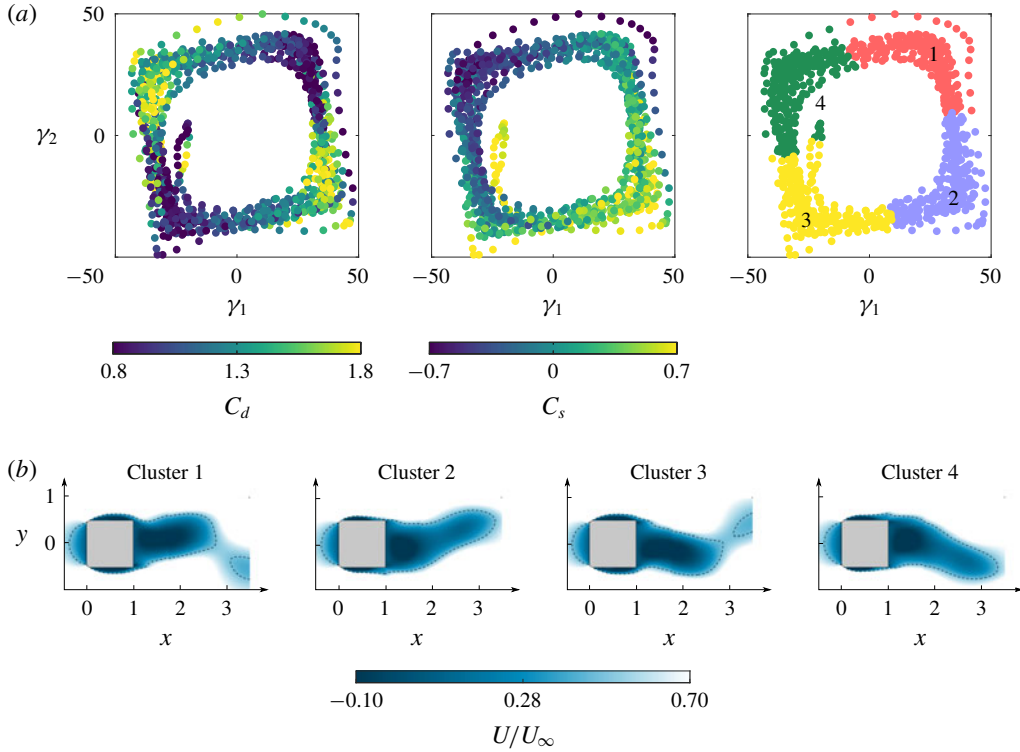 (a)
50
γ2
0
−50 0 50
γ1
−50 0 50
γ1
1
4
2
3
−50 0 50
γ1
0.8 1.3 1.8
Cd
−0.7 0 0.7
Cs
(b)
Cluster 1
Cluster 2
Cluster 3
Cluster 4
1
y
0
0 1 2 3
x
0 1 2 3
x
0 1 2 3
x
0 1 2 3
x
−0.10 0.28 0.70
U/U∞